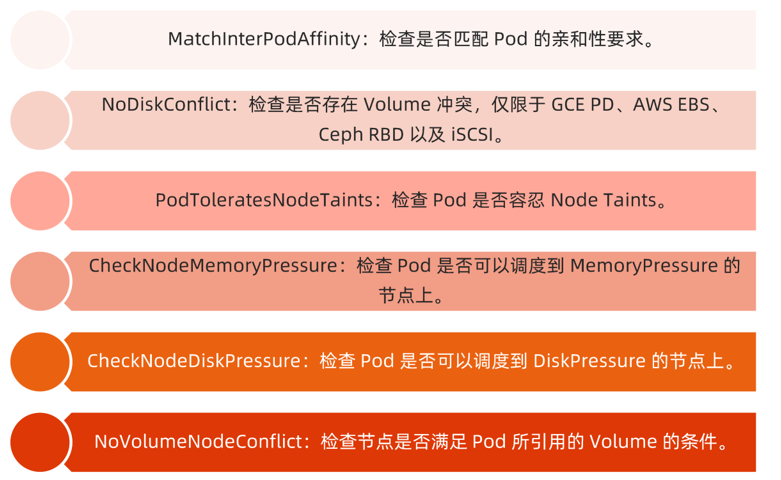 MatchInterPodAffinity：检查是否匹配 Pod 的亲和性要求。
NoDiskConflict：检查是否存在 Volume 冲突，仅限于 GCE PD、AWS EBS、
Ceph RBD 以及 iSCSI。
PodToleratesNodeTaints：检查 Pod 是否容忍 Node Taints。
CheckNodeMemoryPressure：检查 Pod 是否可以调度到 MemoryPressure 的
节点上。
CheckNodeDiskPressure：检查 Pod 是否可以调度到 DiskPressure 的节点上。
NoVolumeNodeConflict：检查节点是否满足 Pod 所引用的 Volume 的条件。